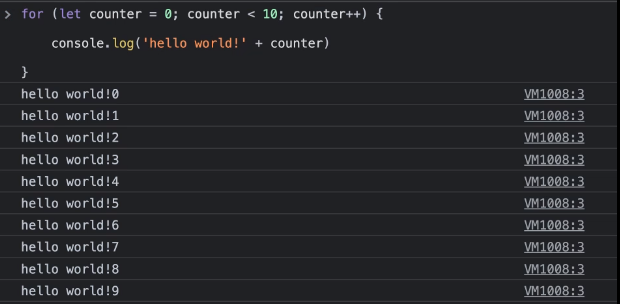 > for (let counter = 0; counter < 10; counter++) {
console.log('hello world!' + counter)
}
hello world!0 VM1008:3
hello world!1 VM1008:3
hello world!2 VM1008:3
hello world!3 VM1008:3
hello world!4 VM1008:3
hello world!5 VM1008:3
hello world!6 VM1008:3
hello world!7 VM1008:3
hello world!8 VM1008:3
hello world!9 VM1008:3